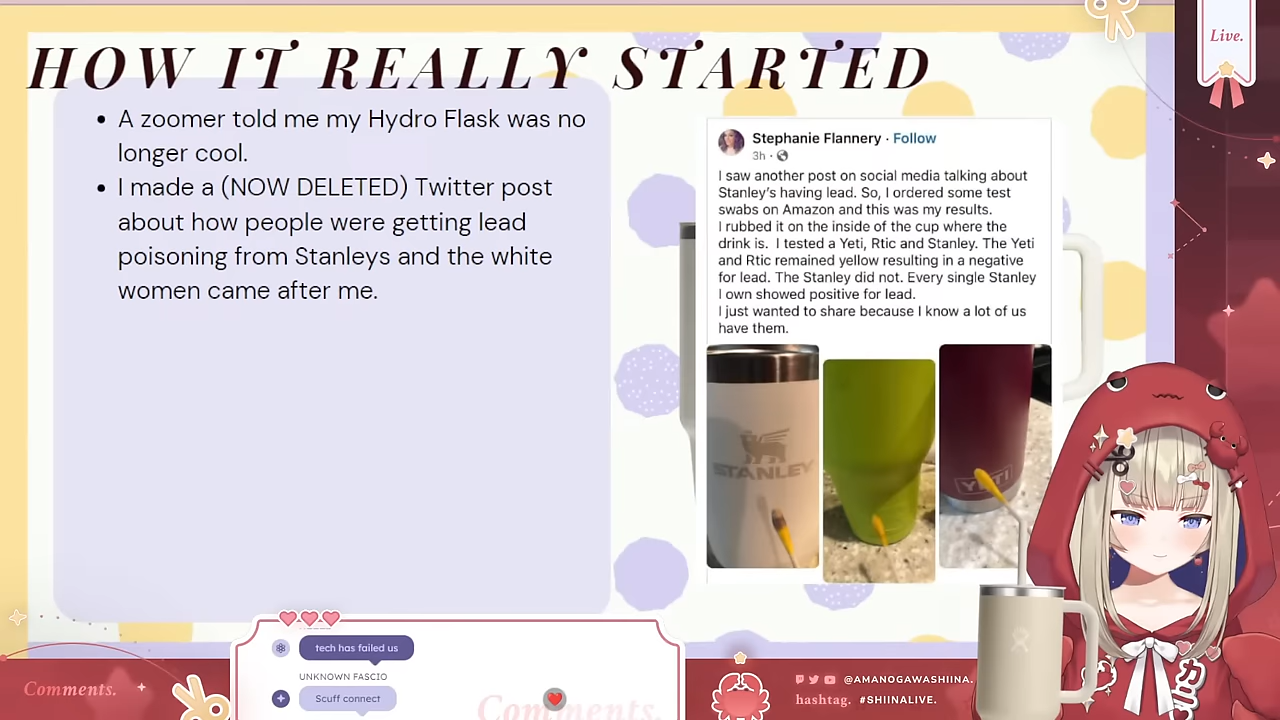 HOW IT REALLY STARTED
• A zoomer told me my Hydro Flask was no
longer cool.
• I made a (NOW DELETED) Twitter post
about how people were getting lead
poisoning from Stanleys and the white
women came after me.
Stephanie Flannery · Follow
3h ·
I saw another post on social media talking about
Stanley's having lead. So, I ordered some test
swabs on Amazon and this was my results.
I rubbed it on the inside of the cup where the
drink is. I tested a Yeti, Rtic and Stanley. The Yeti
and Rtic remained yellow resulting in a negative
for lead. The Stanley did not. Every single Stanley
I own showed positive for lead.
I just wanted to share because I know a lot of us
have them.
STANLEY
YETI
Live.
Comments.
tech has failed us
UNKNOWN FASCIO
Scuff connect
Comments.
@AMANOGAWASHIINA.
hashtag. #SHIINALIVE.